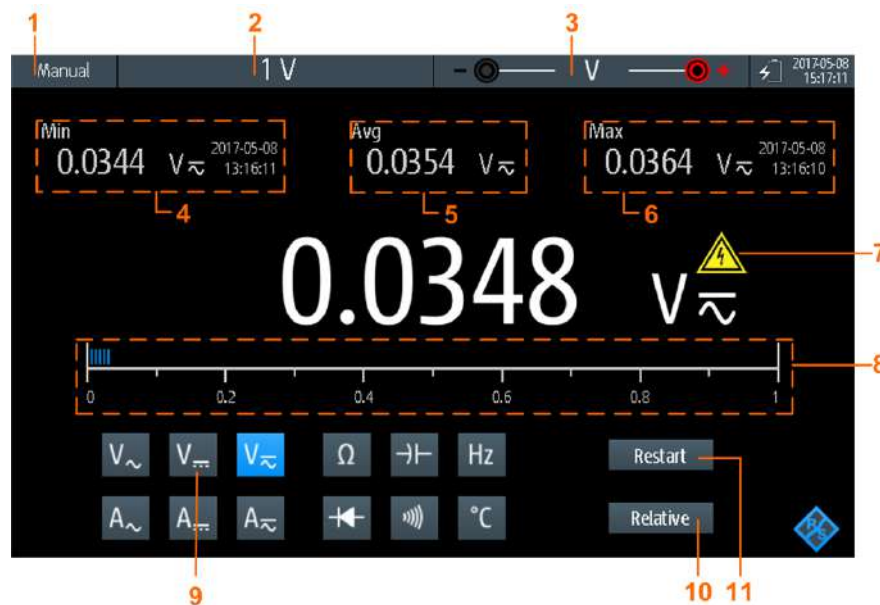 1 2 3
Manual 1 V - V + 2017-05-08
15:17:11
Min Avg Max
0.0344 V 2017-05-08 0.0354 V 0.0364 V 2017-05-08
13:16:11 13:16:10
4 5 6
0.0348 V
7
8
0 0.2 0.4 0.6 0.8 1
V~ V⎓ V Ω Hz Restart
A~ A⎓ A °C Relative
R&S
9 10 11